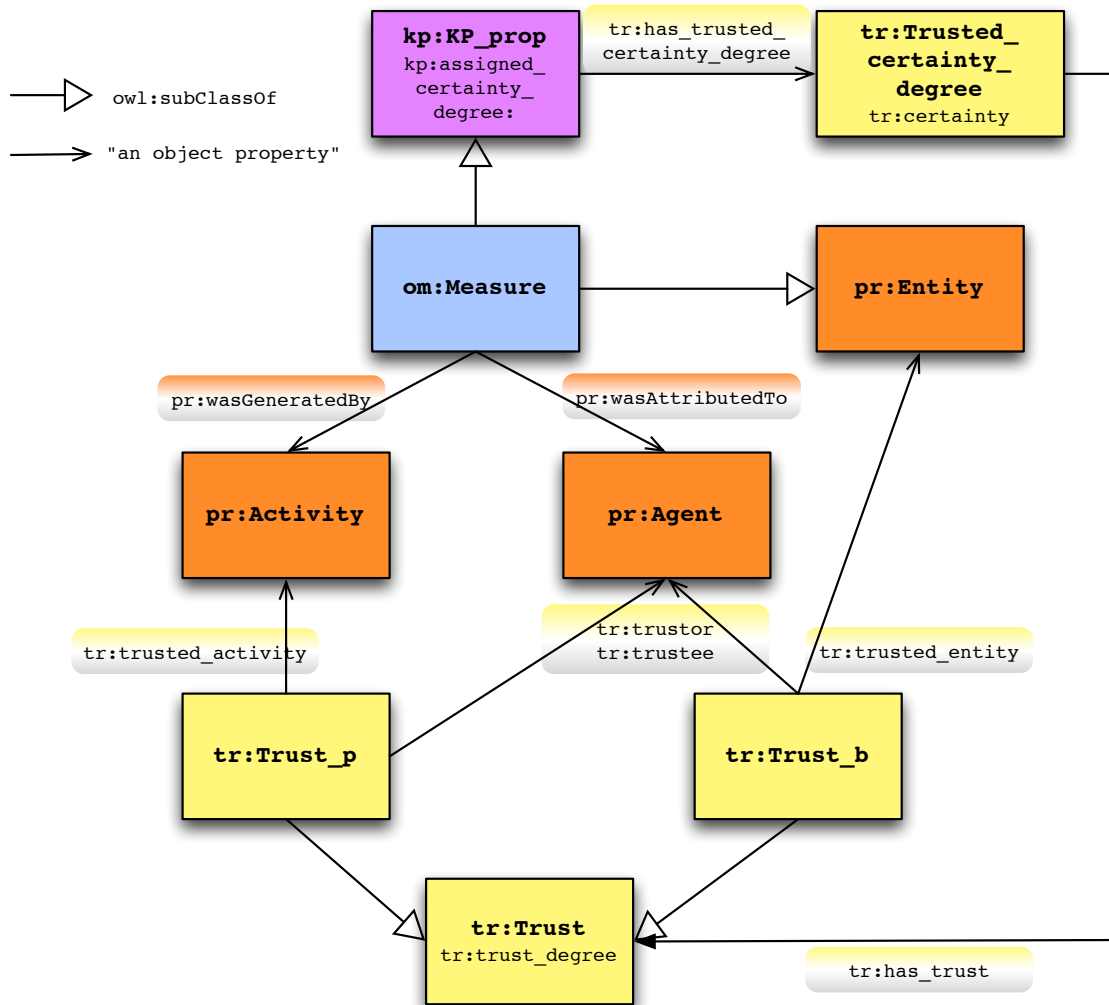 kp:KP_prop
kp:assigned_
certainty_
degree:
tr:has_trusted_
certainty_degree
tr:Trusted_
certainty_
degree
tr:certainty
owl:subClassOf
"an object property"
om:Measure
pr:Entity
pr:wasGeneratedBy
pr:wasAttributedTo
pr:Activity
pr:Agent
tr:trusted_activity
tr:trustor
tr:trustee
tr:trusted_entity
tr:Trust_p
tr:Trust_b
tr:Trust
tr:trust_degree
tr:has_trust